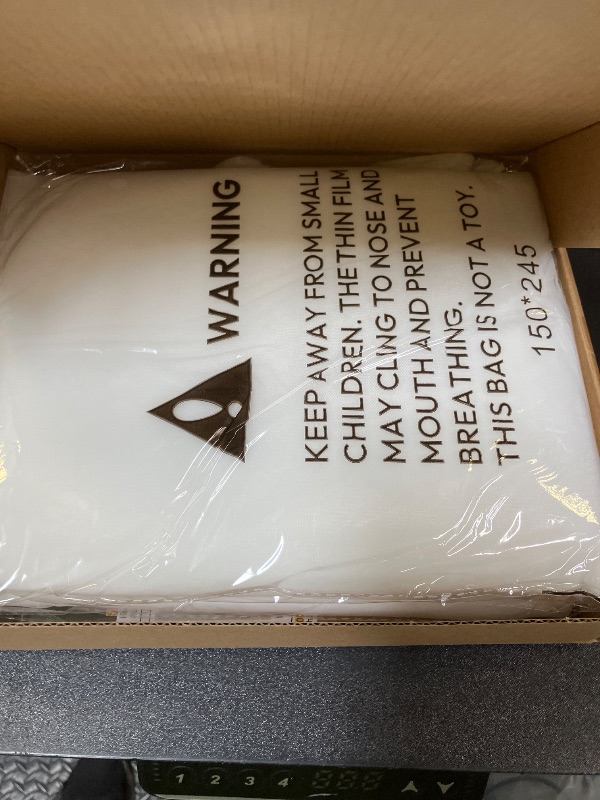 WARNING
KEEP AWAY FROM SMALL
CHILDREN. THE THIN FILM
MAY CLING TO NOSE AND
MOUTH AND PREVENT
BREATHING.
THIS BAG IS NOT A TOY.
150*245
1 2 3 4